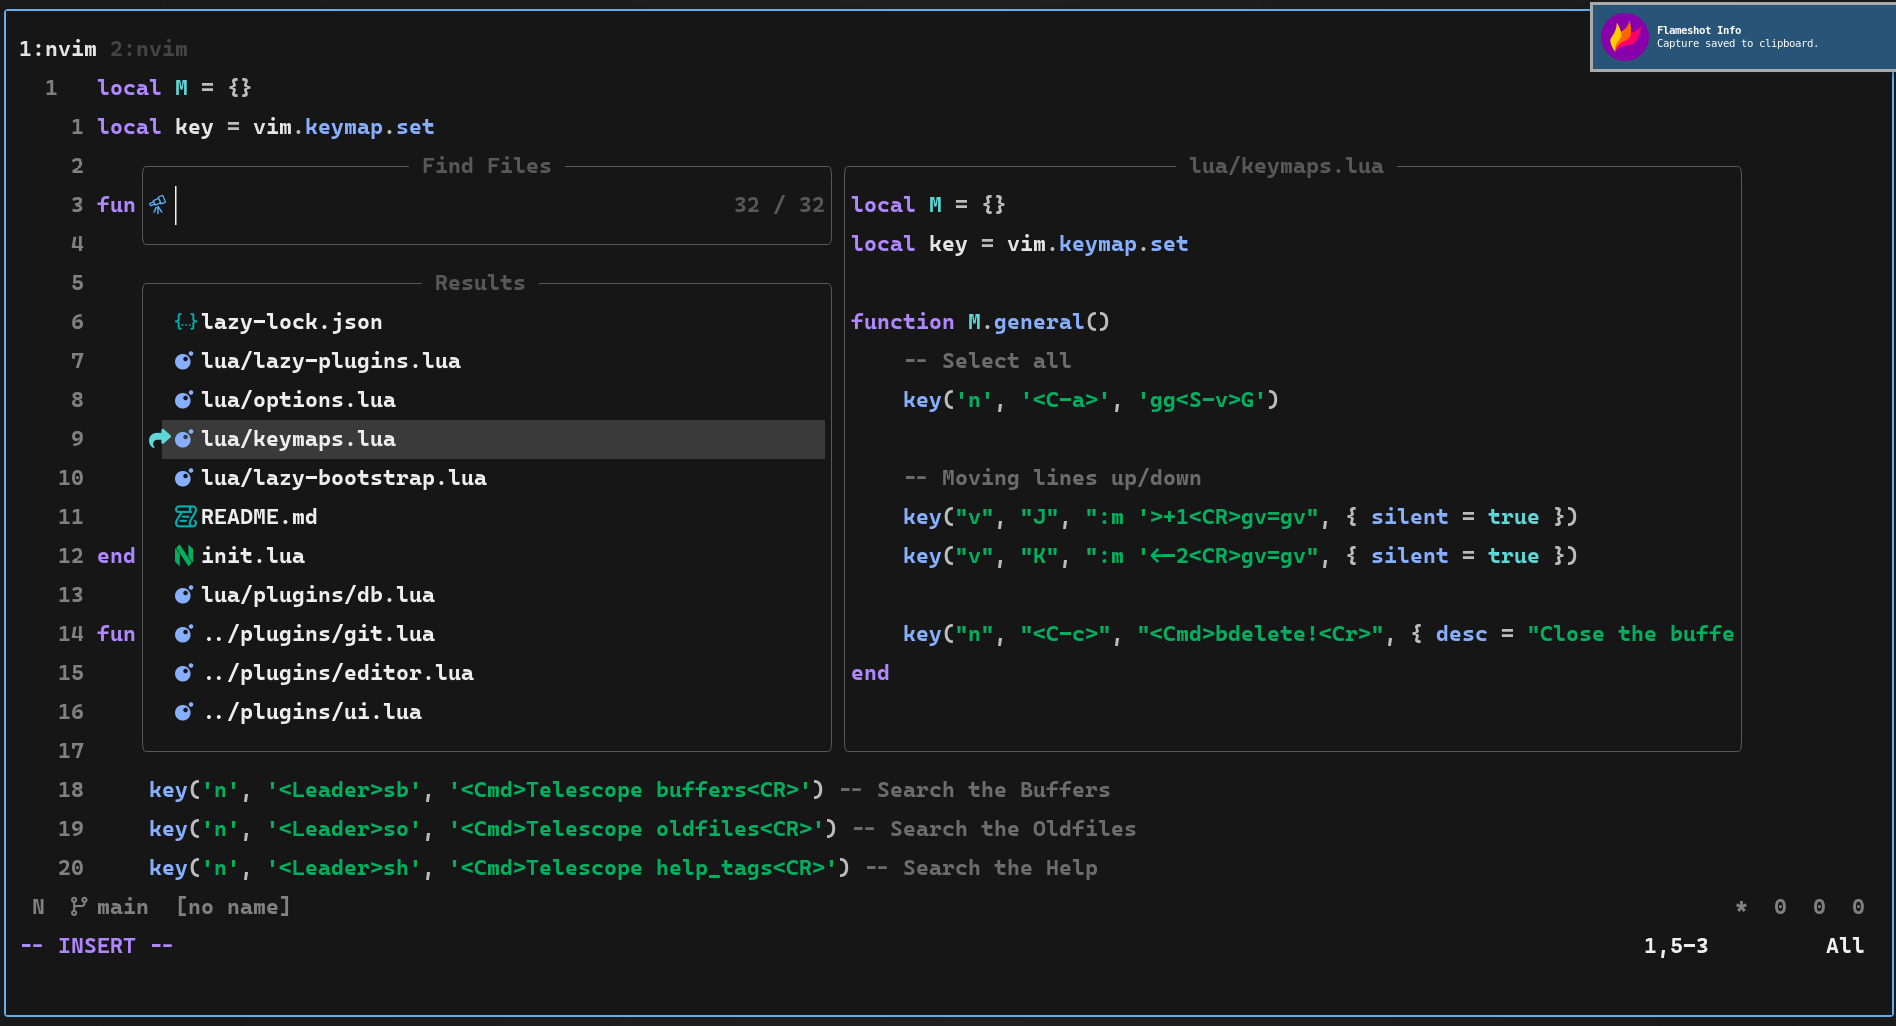 Flameshot Info
Capture saved to clipboard.
1:nvim 2:nvim
1 local M = {}
1 local key = vim.keymap.set
2
3 fun
4
5
6
7
8
9
10
11
12 end
13
14 fun
15
16
17
Find Files
32 / 32
Results
lazy-lock.json
lua/lazy-plugins.lua
lua/options.lua
lua/keymaps.lua
lua/lazy-bootstrap.lua
README.md
init.lua
lua/plugins/db.lua
../plugins/git.lua
../plugins/editor.lua
../plugins/ui.lua
lua/keymaps.lua
local M = {}
local key = vim.keymap.set
function M.general()
-- Select all
key('n', '<C-a>', 'gg<S-v>G')
-- Moving lines up/down
key("v", "J", ":m '>+1<CR>gv=gv", { silent = true })
key("v", "K", ":m '<-2<CR>gv=gv", { silent = true })
key("n", "<C-c>", "<Cmd>bdelete!<Cr>", { desc = "Close the buffe
end
18 key('n', '<Leader>sb', '<Cmd>Telescope buffers<CR>') -- Search the Buffers
19 key('n', '<Leader>so', '<Cmd>Telescope oldfiles<CR>') -- Search the Oldfiles
20 key('n', '<Leader>sh', '<Cmd>Telescope help_tags<CR>') -- Search the Help
N main [no name] * 0 0 0
-- INSERT -- 1,5-3 All